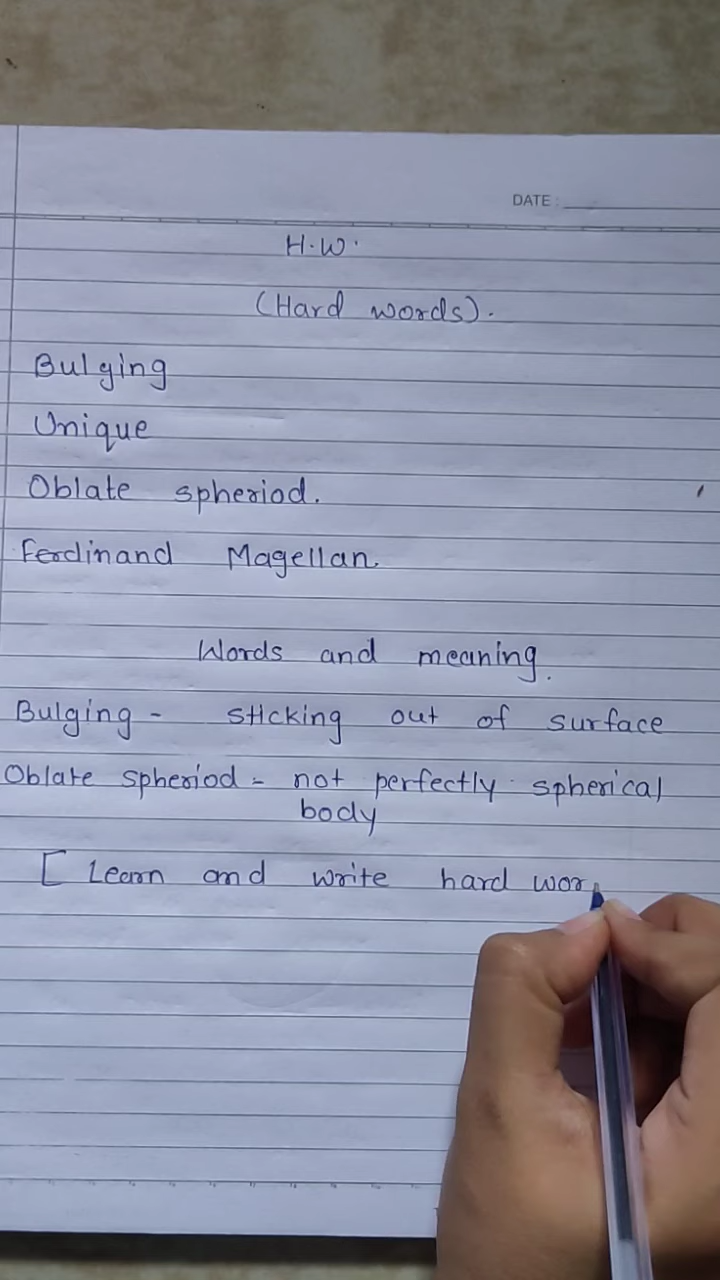 DATE :
H.W.
(Hard words).
Bulging
Unique
Oblate spheriod.
Ferdinand Magellan.
Words and meaning.
Bulging - sticking out of surface
Oblate spheriod - not perfectly spherical
body
[ Learn and write hard wor